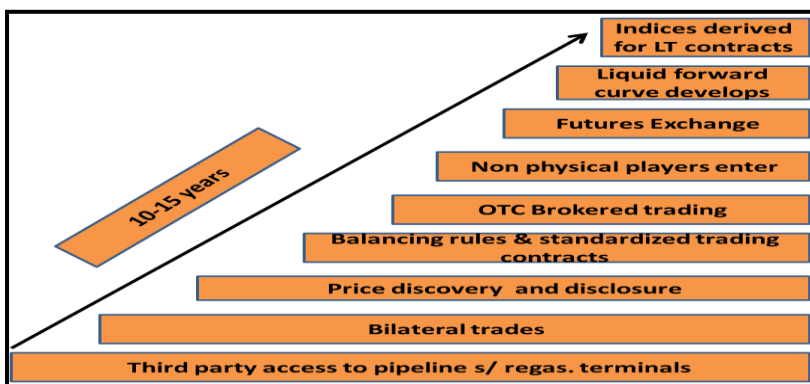 Indices derived
for LT contracts
Liquid forward
curve develops
Futures Exchange
10-15 years
Non physical players enter
OTC Brokered trading
Balancing rules & standardized trading
contracts
Price discovery and disclosure
Bilateral trades
Third party access to pipeline s/ regas. terminals